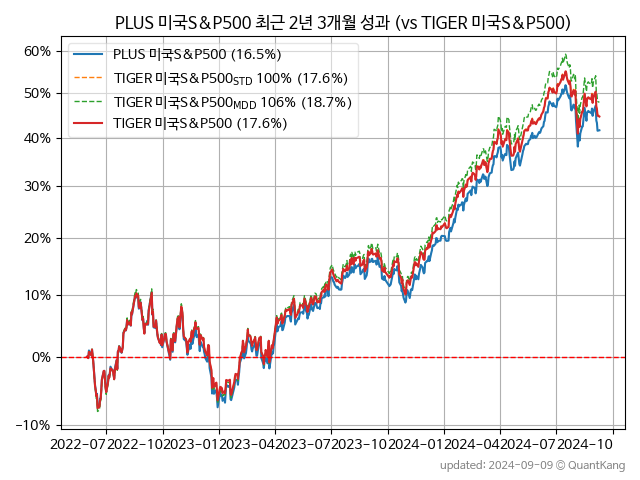 PLUS 미국S&P500 최근 2년 3개월 성과 (vs TIGER 미국S&P500)
PLUS 미국S&P500 (16.5%)
TIGER 미국S&P500STD 100% (17.6%)
TIGER 미국S&P500MDD 106% (18.7%)
TIGER 미국S&P500 (17.6%)
60%
50%
40%
30%
20%
10%
0%
−10%
2022-07 2022-10 2023-01 2023-04 2023-07 2023-10 2024-01 2024-04 2024-07 2024-10
updated: 2024-09-09 © QuantKang